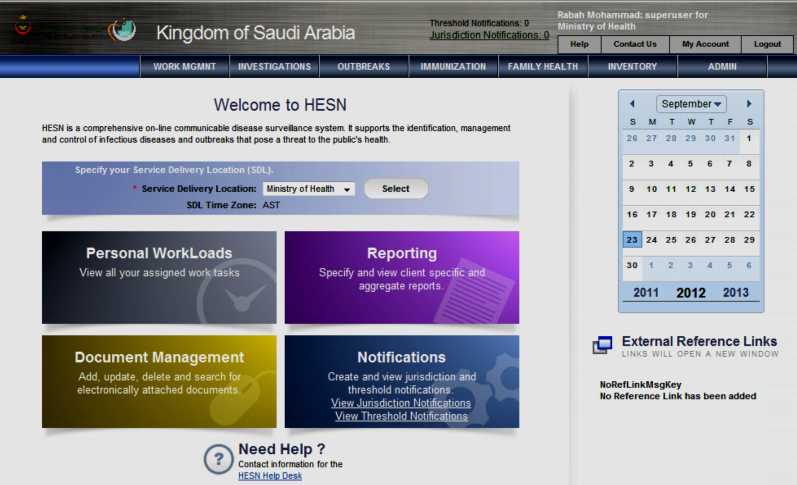 Kingdom of Saudi Arabia
Threshold Notifications: 0
Jurisdiction Notifications: 0
Rabah Mohammad: superuser for
Ministry of Health
Help Contact Us My Account Logout
WORK MGMNT INVESTIGATIONS OUTBREAKS IMMUNIZATION FAMILY HEALTH INVENTORY ADMIN
Welcome to HESN
HESN is a comprehensive on-line communicable disease surveillance system. It supports the identification, management
and control of infectious diseases and outbreaks that pose a threat to the public's health.
Specify your Service Delivery Location (SDL).
* Service Delivery Location: Ministry of Health Select
SDL Time Zone: AST
Personal WorkLoads
View all your assigned work tasks
Reporting
Specify and view client specific and
aggregate reports.
Document Management
Add, update, delete and search for
electronically attached documents.
Notifications
Create and view jurisdiction and
threshold notifications.
View Jurisdiction Notifications
View Threshold Notifications
? Need Help ?
Contact information for the
HESN Help Desk
September
S M T W T F S
26 27 28 29 30 31 1
2 3 4 5 6 7 8
9 10 11 12 13 14 15
16 17 18 19 20 21 22
23 24 25 26 27 28 29
30 1 2 3 4 5 6
2011 2012 2013
External Reference Links
LINKS WILL OPEN A NEW WINDOW
NoRefLinkMsgKey
No Reference Link has been added